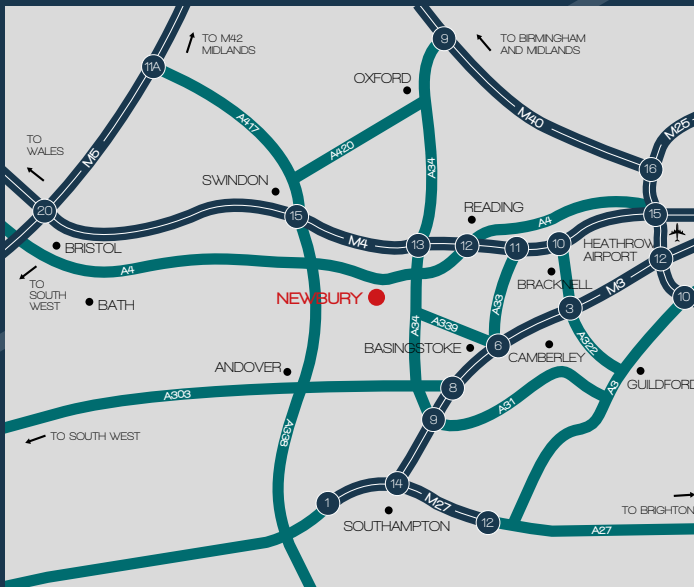 TO M42
MIDLANDS
9
TO BIRMINGHAM
AND MIDLANDS
11A
OXFORD
A417
M40
M25
TO
WALES
M5
A420
A34
16
SWINDON
20
15
READING
A4
15
M4
13
12
11
10
HEATHROW
AIRPORT
12
BRISTOL
A4
TO
SOUTH
WEST
BATH
NEWBURY
BRACKNELL
M3
10
A33
3
A34
A339
6
A322
BASINGSTOKE
CAMBERLEY
ANDOVER
GUILDFORD
A303
8
A3
A31
9
A338
TO SOUTH WEST
14
1
M27
12
TO BRIGHTON
SOUTHAMPTON
A27